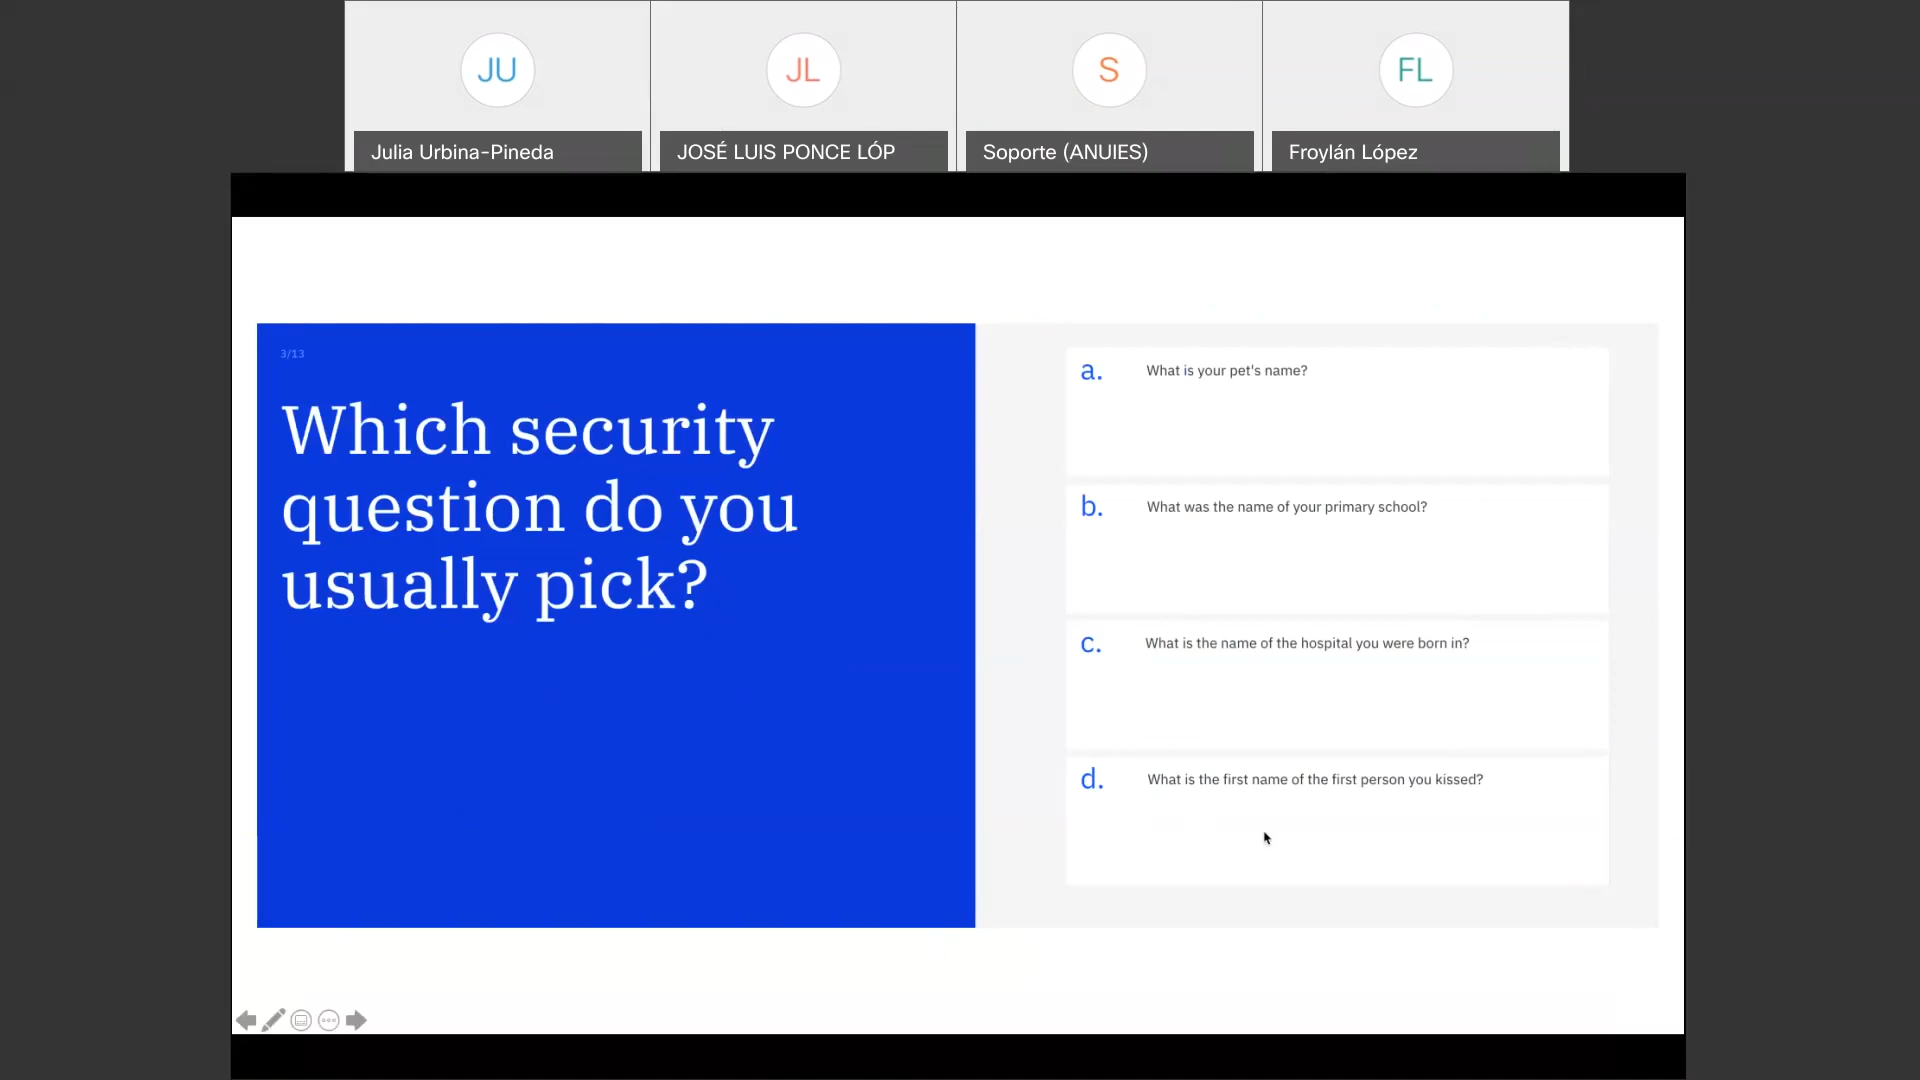 JU
JL
S
FL
Julia Urbina-Pineda
JOSÉ LUIS PONCE LÓP
Soporte (ANUIES)
Froylán López
3/13
Which security
question do you
usually pick?
a. What is your pet's name?
b. What was the name of your primary school?
c. What is the name of the hospital you were born in?
d. What is the first name of the first person you kissed?